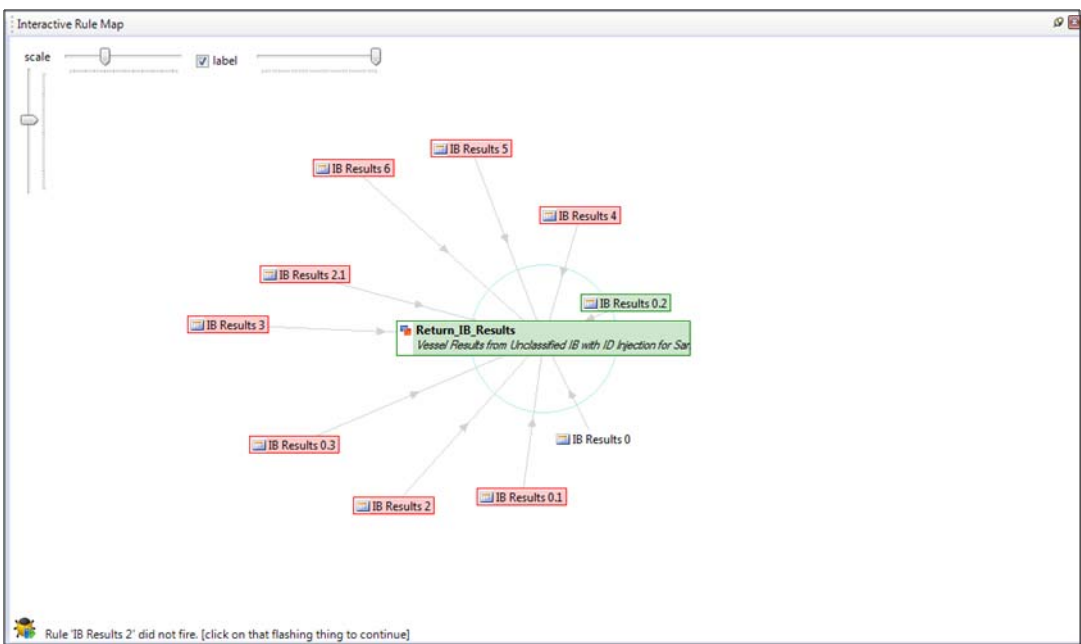 Interactive Rule Map
scale
label
IB Results 5
IB Results 6
IB Results 4
IB Results 2.1
IB Results 0.2
IB Results 3
Return_IB_Results
Vessel Results from Unclassified IB with ID Injection for Sar
IB Results 0.3
IB Results 0
IB Results 2
IB Results 0.1
Rule 'IB Results 2' did not fire. [click on that flashing thing to continue]